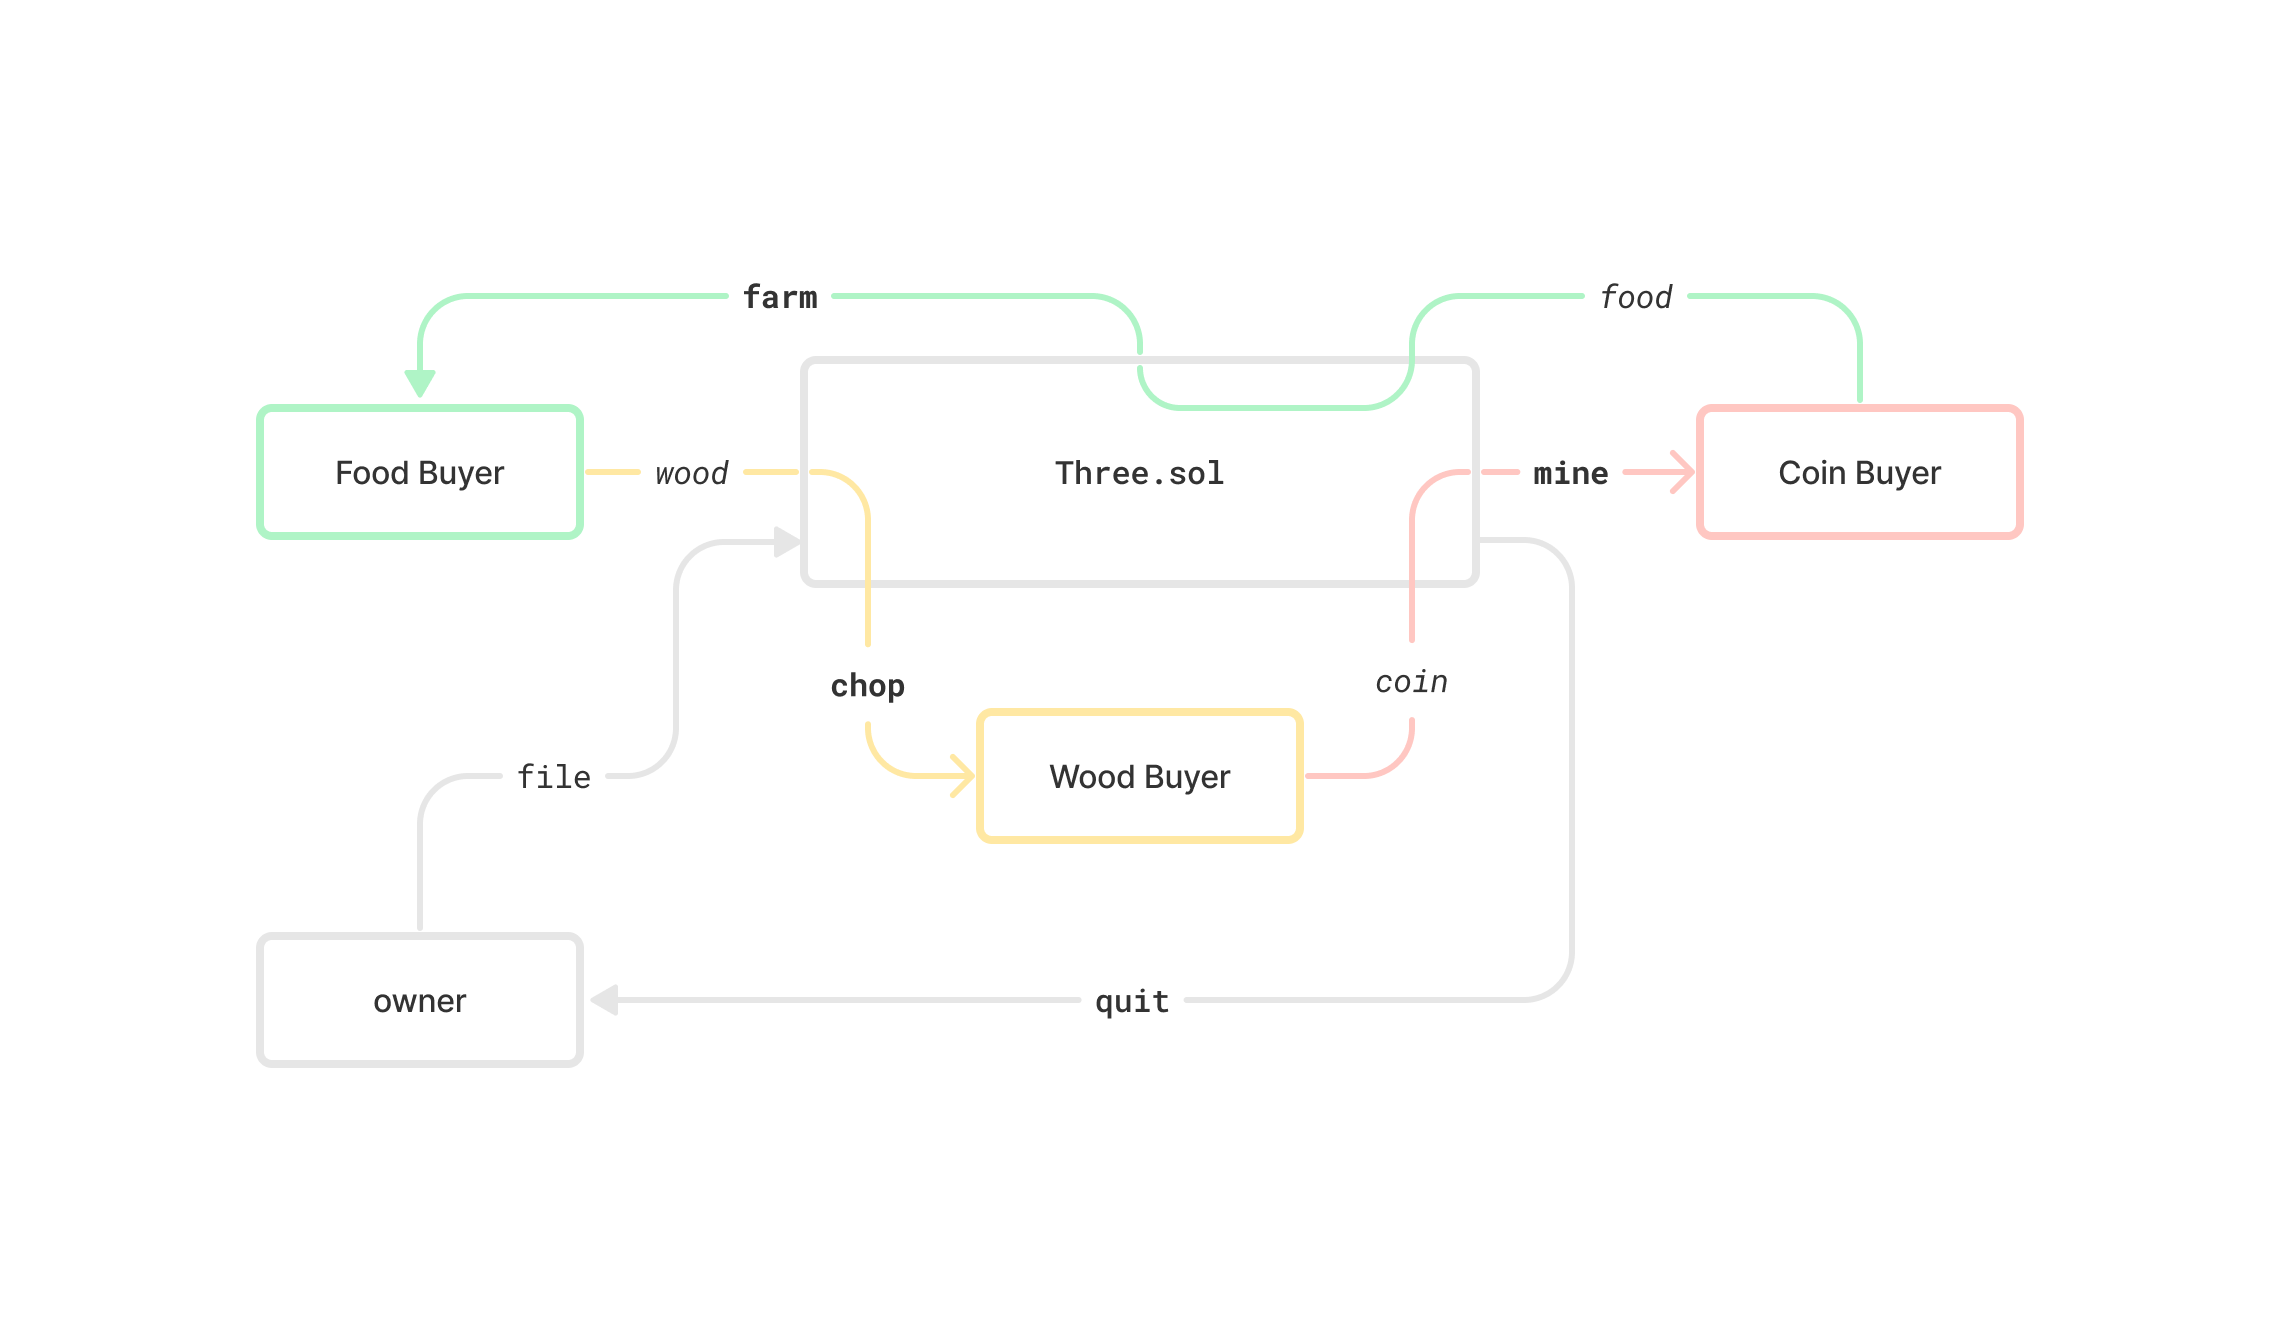 farm
food
Food Buyer
wood
Three.sol
mine
Coin Buyer
chop
coin
file
Wood Buyer
owner
quit